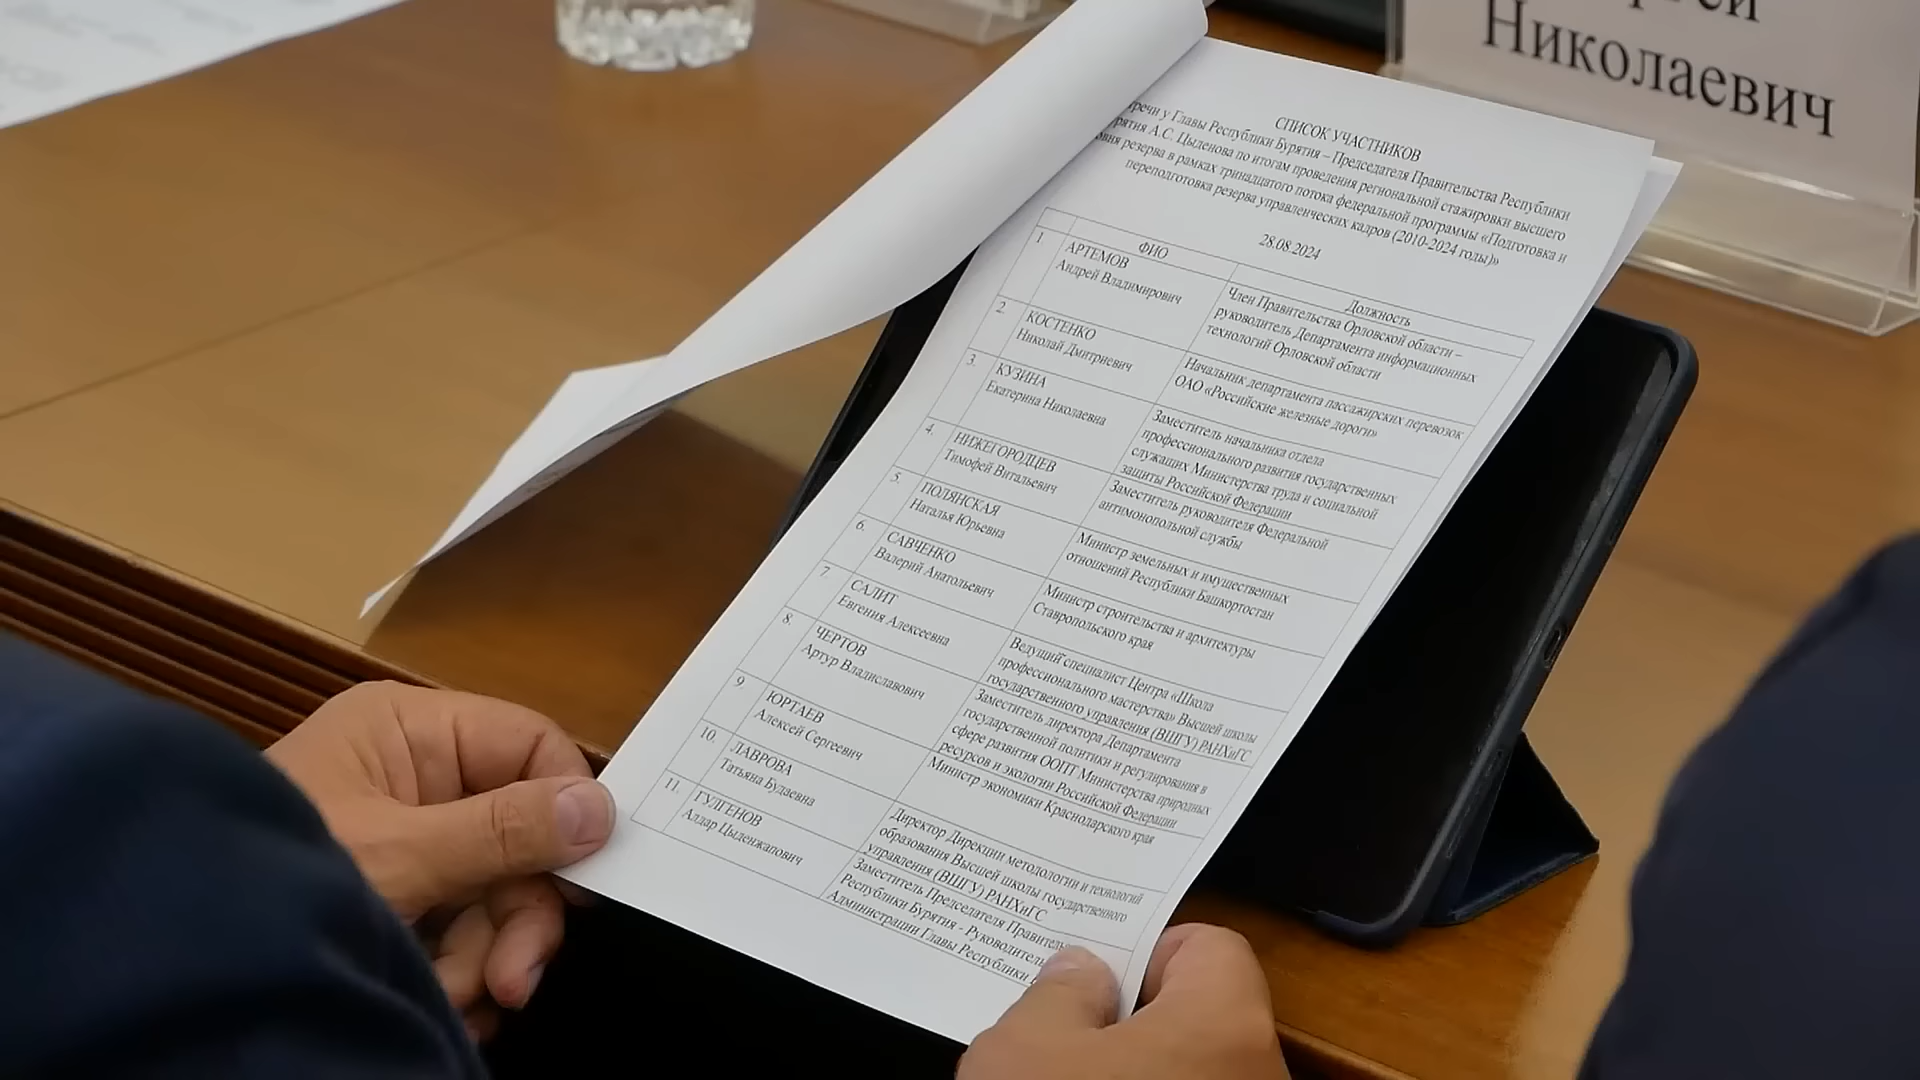 Николаевич
СПИСОК УЧАСТНИКОВ
у Главы Республики Бурятия – Председателя Правительства Республики
А.С. Цыденова по итогам проведения региональной стажировки высшего
резерва в рамках тринадцатого потока федеральной программы «Подготовка и
переподготовка резерва управленческих кадров (2010-2024 годы)»
28.08.2024
ФИО
Должность
1
АРТЕМОВ
Андрей Владимирович
Член Правительства Орловской области –
руководитель Департамента информационных
технологий Орловской области
2.
КОСТЕНКО
Николай Дмитриевич
Начальник департамента пассажирских перевозок
ОАО «Российские железные дороги»
3.
КУЗИНА
Екатерина Николаевна
Заместитель начальника отдела
профессионального развития государственных
служащих Министерства труда и социальной
защиты Российской Федерации
4.
НИЖЕГОРОДЦЕВ
Тимофей Витальевич
Заместитель руководителя Федеральной
антимонопольной службы
5.
ПОЛЯНСКАЯ
Наталья Юрьевна
Министр земельных и имущественных
отношений Республики Башкортостан
6.
САВЧЕНКО
Валерий Анатольевич
Министр строительства и архитектуры
Ставропольского края
7.
САЛИТ
Евгения Алексеевна
Ведущий специалист Центра «Школа
профессионального мастерства» Высшей школы
государственного управления (ВШГУ) РАНХиГС
8.
ЧЕРТОВ
Артур Владиславович
Заместитель директора Департамента
государственной политики и регулирования в
сфере развития ООПТ Министерства природных
ресурсов и экологии Российской Федерации
9.
ЮРТАЕВ
Алексей Сергеевич
Министр экономики Краснодарского края
10.
ЛАВРОВА
Татьяна Будаевна
Директор Дирекции методологии и технологий
образования Высшей школы государственного
управления (ВШГУ) РАНХиГС
11.
ГУЛГЕНОВ
Алдар Цыденжапович
Заместитель Председателя
Республики Бурятия -
Администрации Главы Республики